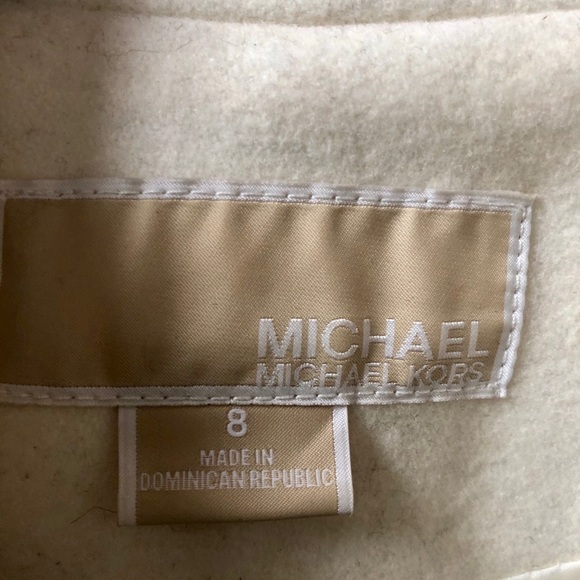 MICHAEL
MICHAEL KORS
8
MADE IN
DOMINICAN REPUBLIC